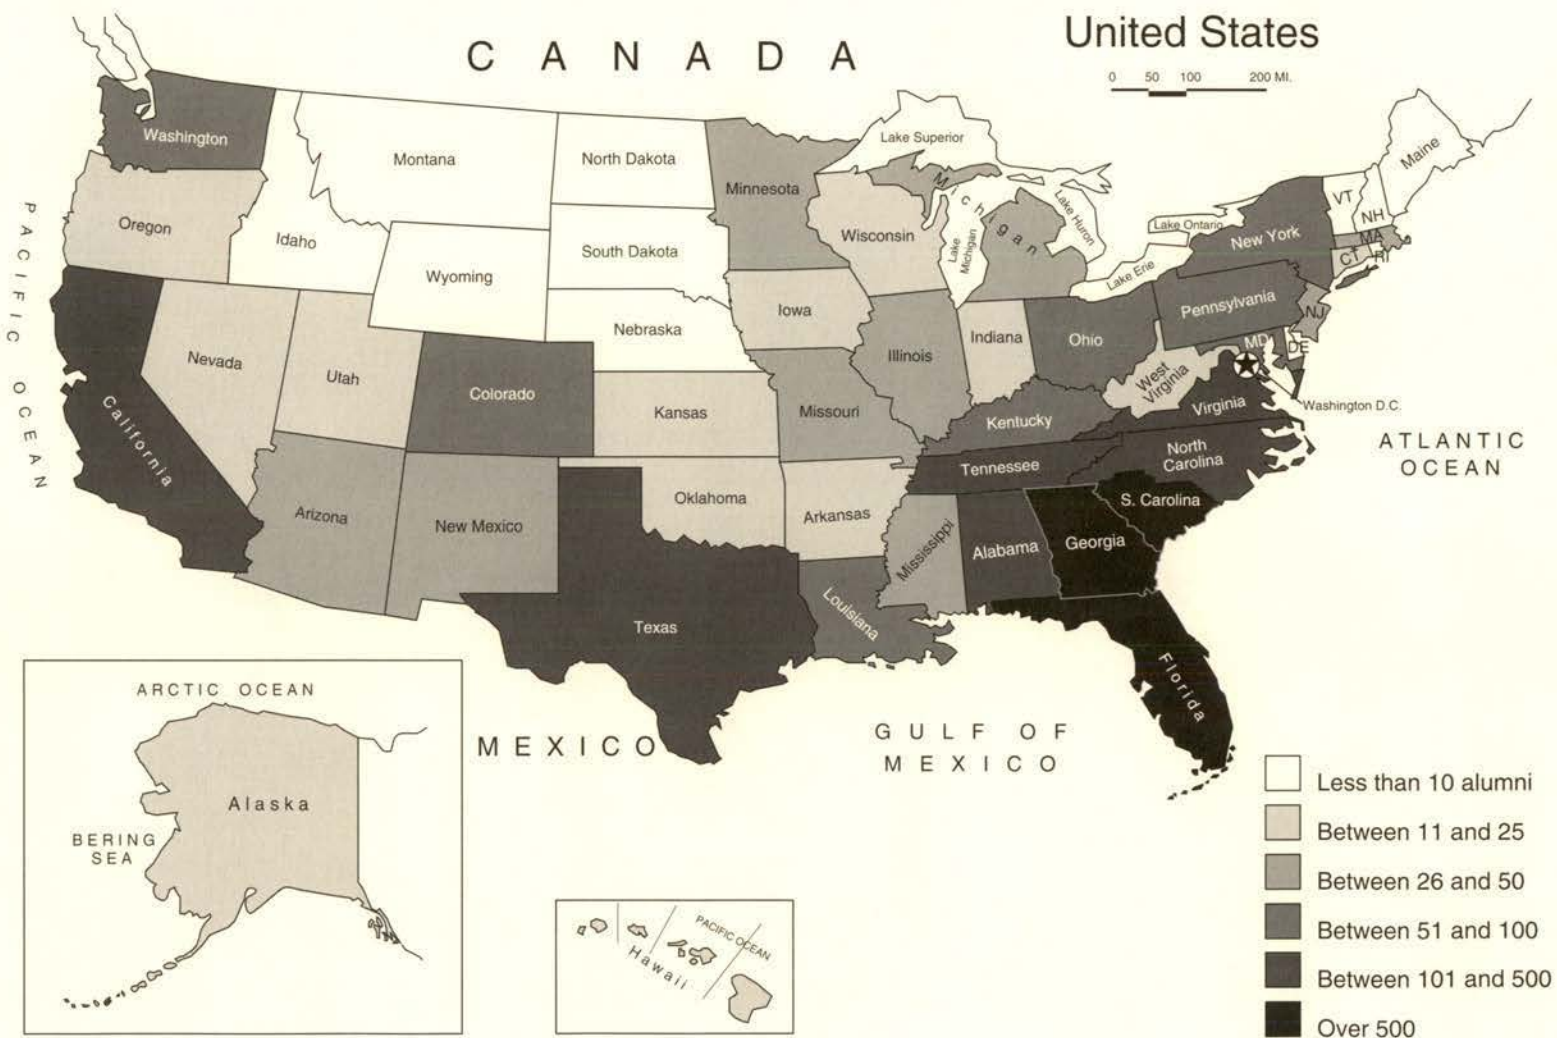 United States
CANADA
0 50 100 200 MI.
Washington
Montana
North Dakota
Minnesota
Lake Superior
Maine
Oregon
Idaho
Wyoming
South Dakota
Wisconsin
Michigan
Lake Michigan
Lake Huron
Lake Ontario
Lake Erie
New York
VT
NH
MA
CT
RI
PACIFIC OCEAN
Nebraska
Iowa
Illinois
Indiana
Ohio
Pennsylvania
NJ
MD
DE
Nevada
Utah
Colorado
Kansas
Missouri
Kentucky
West
Virginia
Virginia
Washington D.C.
California
Arizona
New Mexico
Oklahoma
Arkansas
Tennessee
North
Carolina
S. Carolina
ATLANTIC
OCEAN
Texas
Louisiana
Mississippi
Alabama
Georgia
Florida
MEXICO
GULF OF
MEXICO
ARCTIC OCEAN
Alaska
BERING
SEA
PACIFIC OCEAN
Hawaii
Less than 10 alumni
Between 11 and 25
Between 26 and 50
Between 51 and 100
Between 101 and 500
Over 500